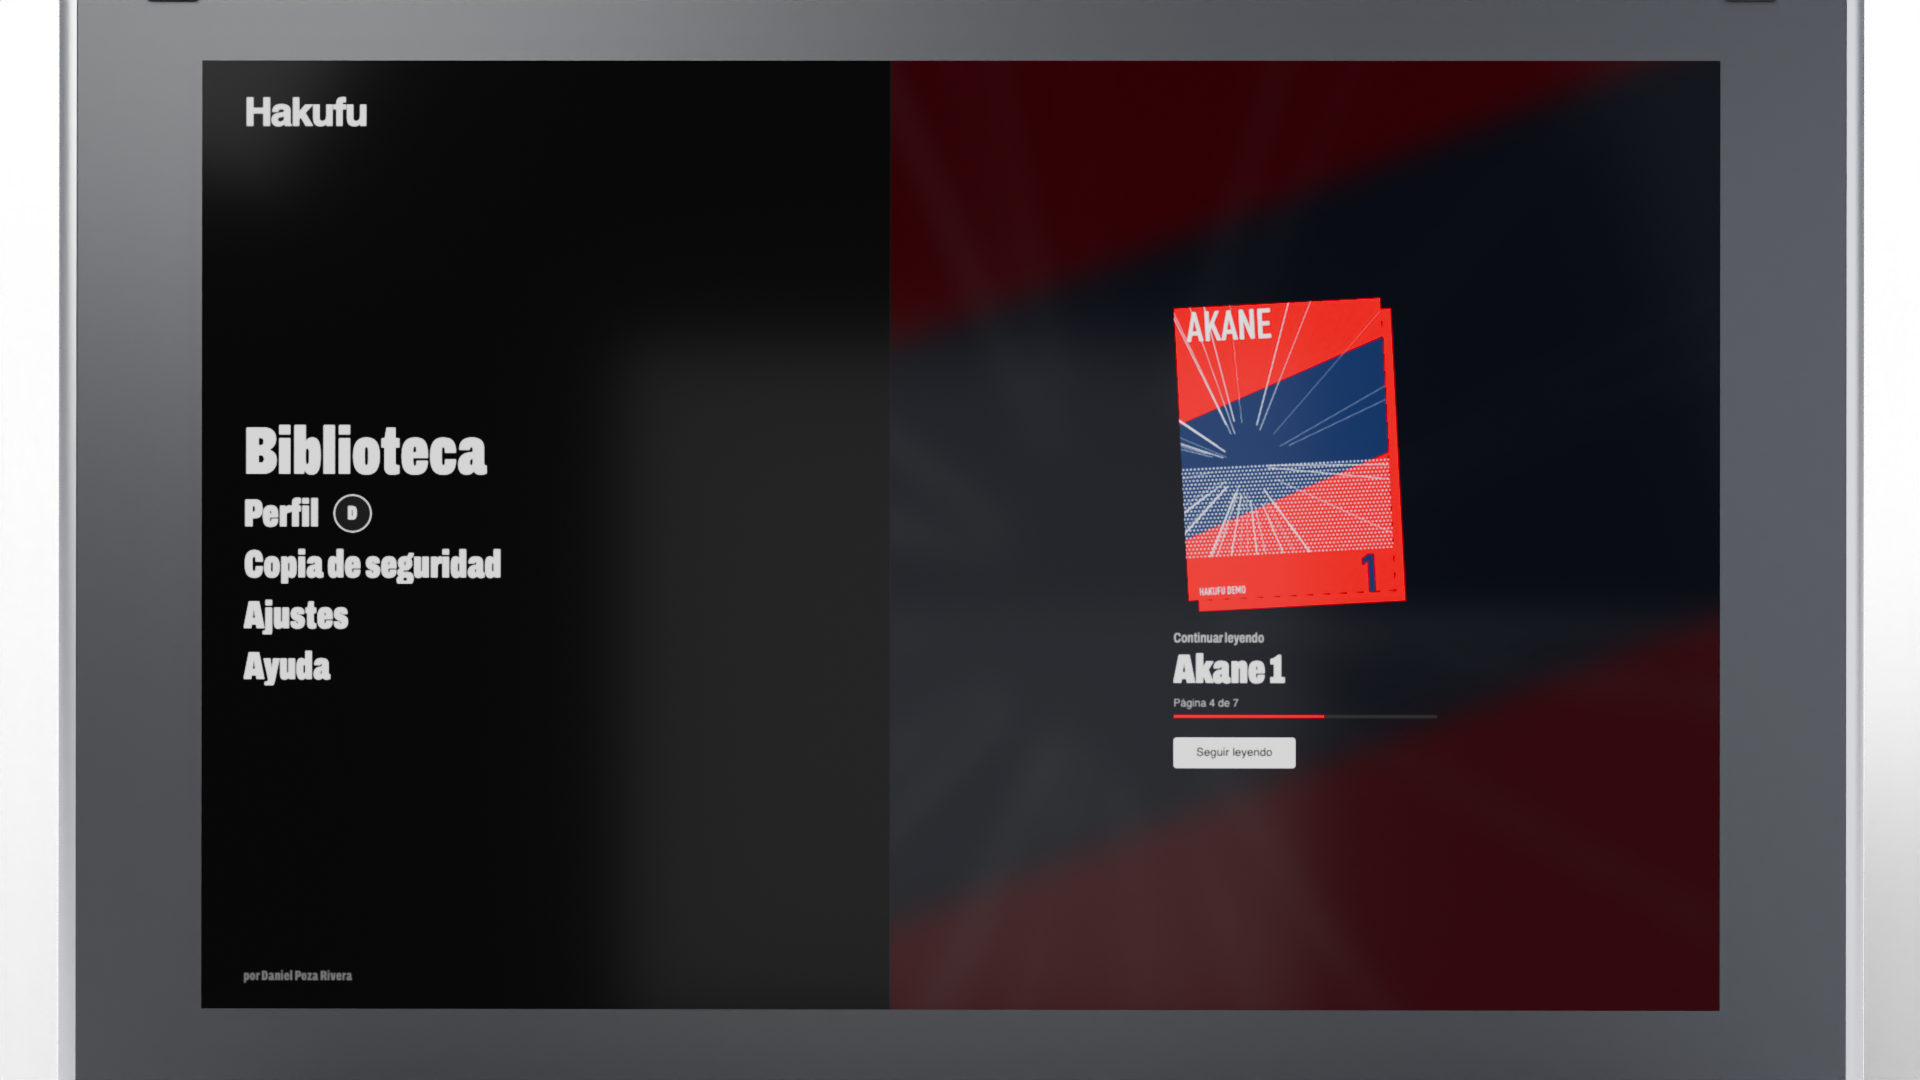 Hakufu
Biblioteca
Perfil D
Copia de seguridad
Ajustes
Ayuda
por Daniel Poza Rivera
AKANE
1
HAKUFU DEMO
Continuar leyendo
Akane 1
Página 4 de 7
Seguir leyendo